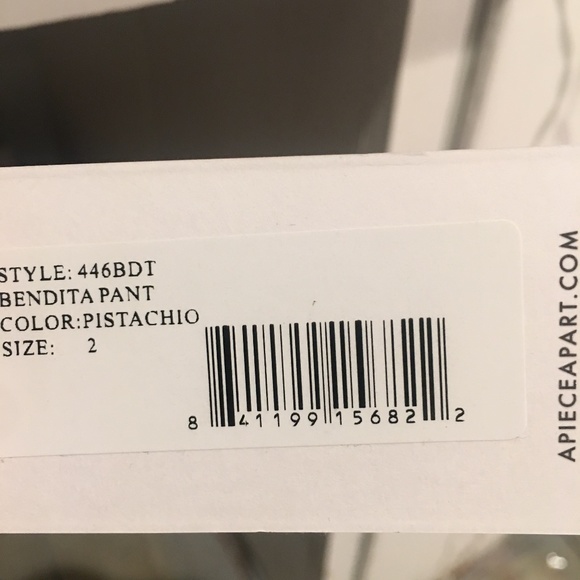 STYLE: 446BDT
BENDITA PANT
COLOR:PISTACHIO
SIZE: 2
8 41199 15682 2
APIECEAPART.COM